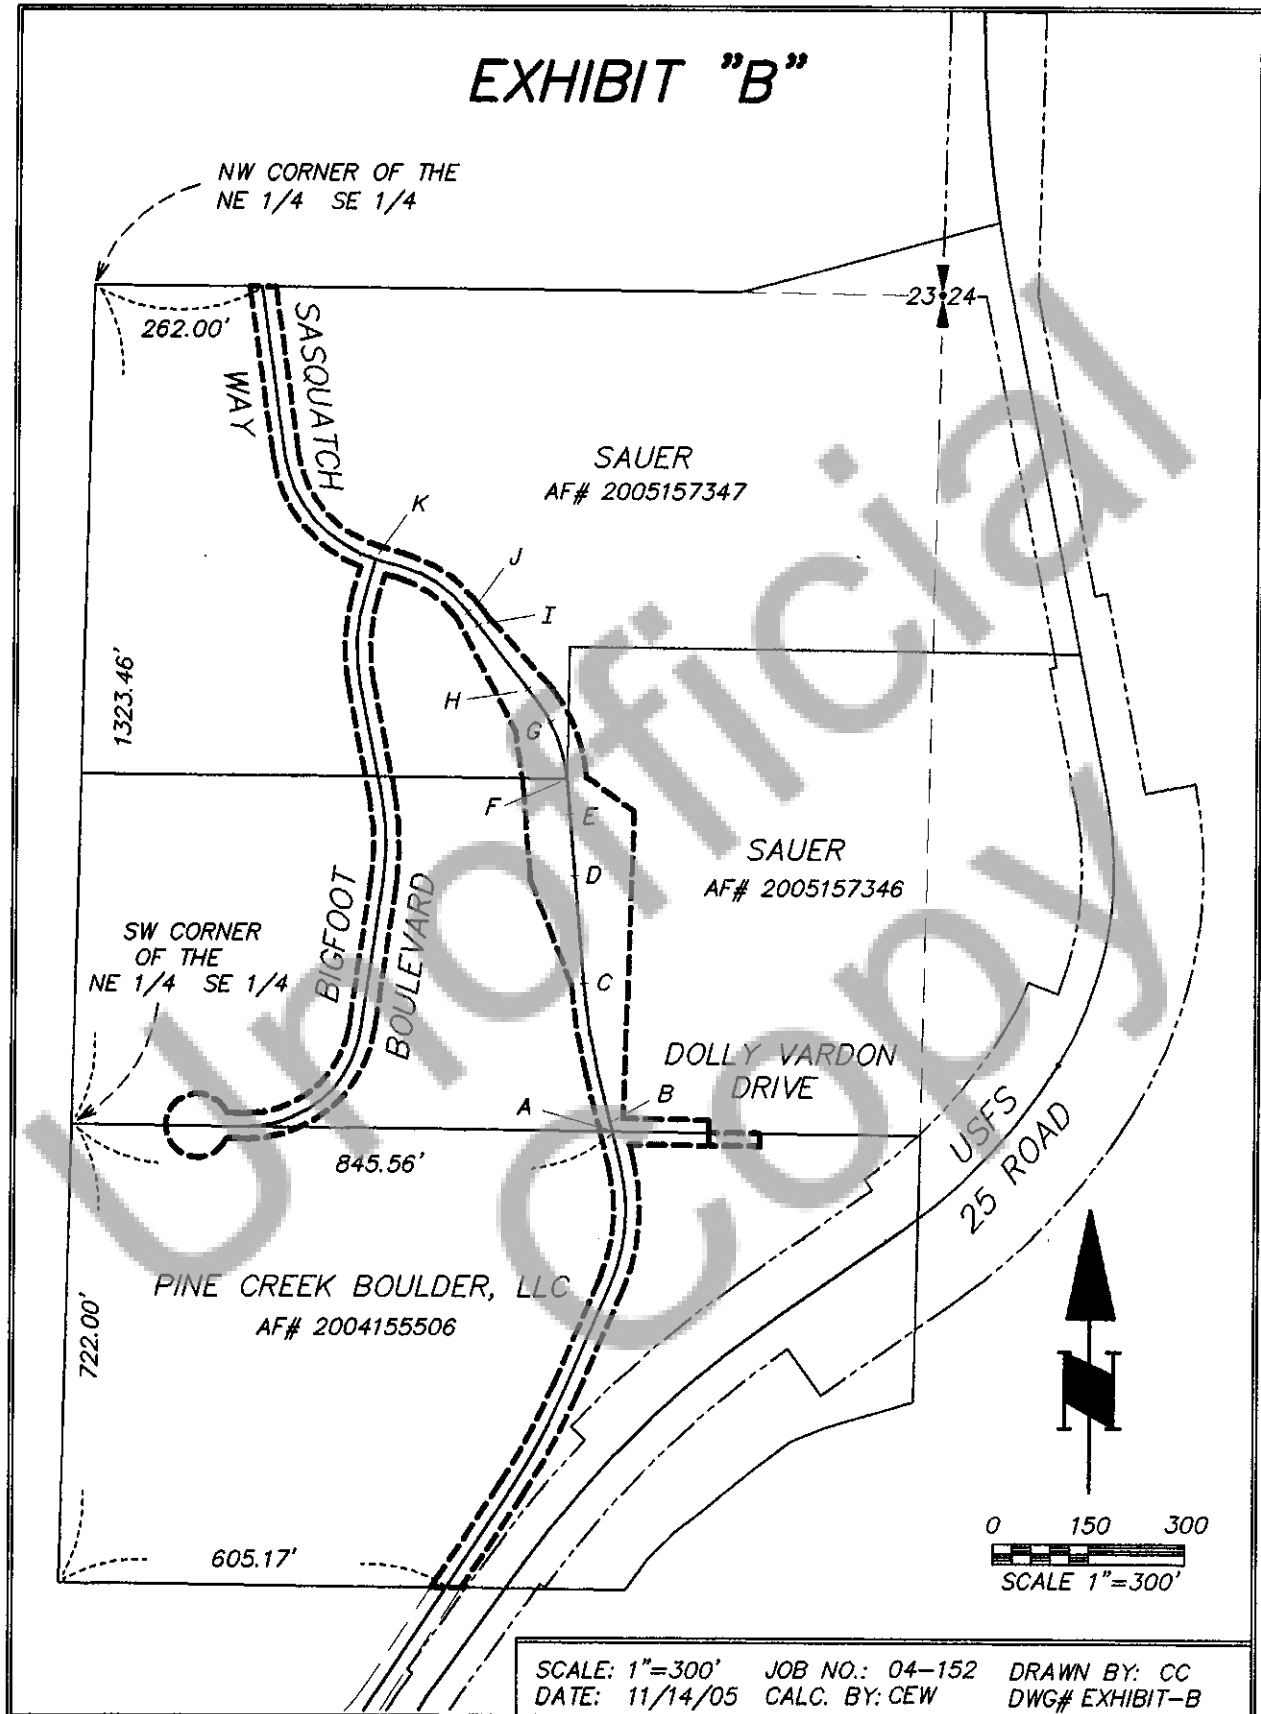 EXHIBIT "B"
NW CORNER OF THE
NE 1/4 SE 1/4
262.00'
SASQUATCH
WAY
23 24
SAUER
AF# 2005157347
K
J
I
H
G
F
E
D
C
B
A
1323.46'
SAUER
AF# 2005157346
BIGFOOT
BOULEVARD
SW CORNER
OF THE
NE 1/4 SE 1/4
DOLLY VARDON
DRIVE
845.56'
USFS
25 ROAD
PINE CREEK BOULDER, LLC
AF# 2004155506
722.00'
605.17'
N
0 150 300
SCALE 1"=300'
SCALE: 1"=300' JOB NO.: 04-152 DRAWN BY: CC
DATE: 11/14/05 CALC. BY: CEW DWG# EXHIBIT-B
Unofficial
Copy